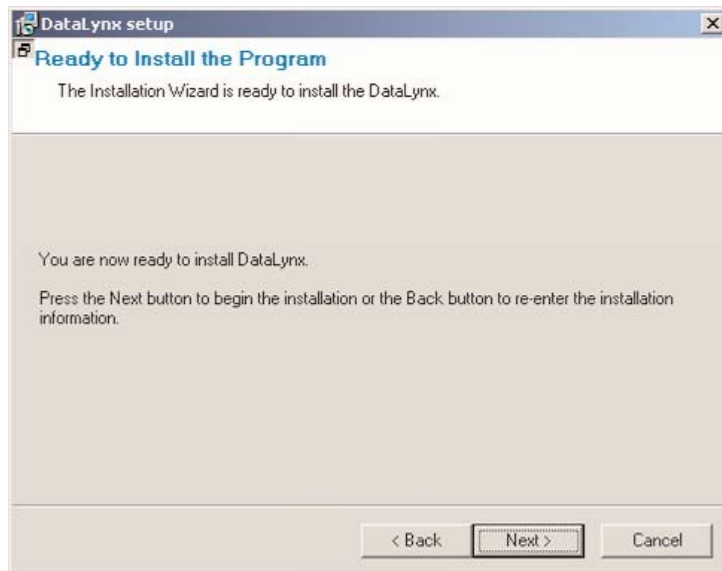 DataLynx setup
Ready to Install the Program
The Installation Wizard is ready to install the DataLynx.
You are now ready to install DataLynx.
Press the Next button to begin the installation or the Back button to re-enter the installation
information.
< Back
Next >
Cancel